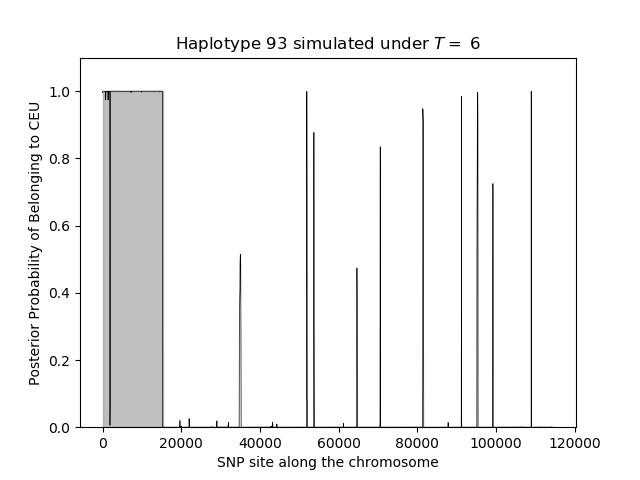 Haplotype 93 simulated under T = 6
Posterior Probability of Belonging to CEU
1.0
0.8
0.6
0.4
0.2
0.0
0 20000 40000 60000 80000 100000 120000
SNP site along the chromosome